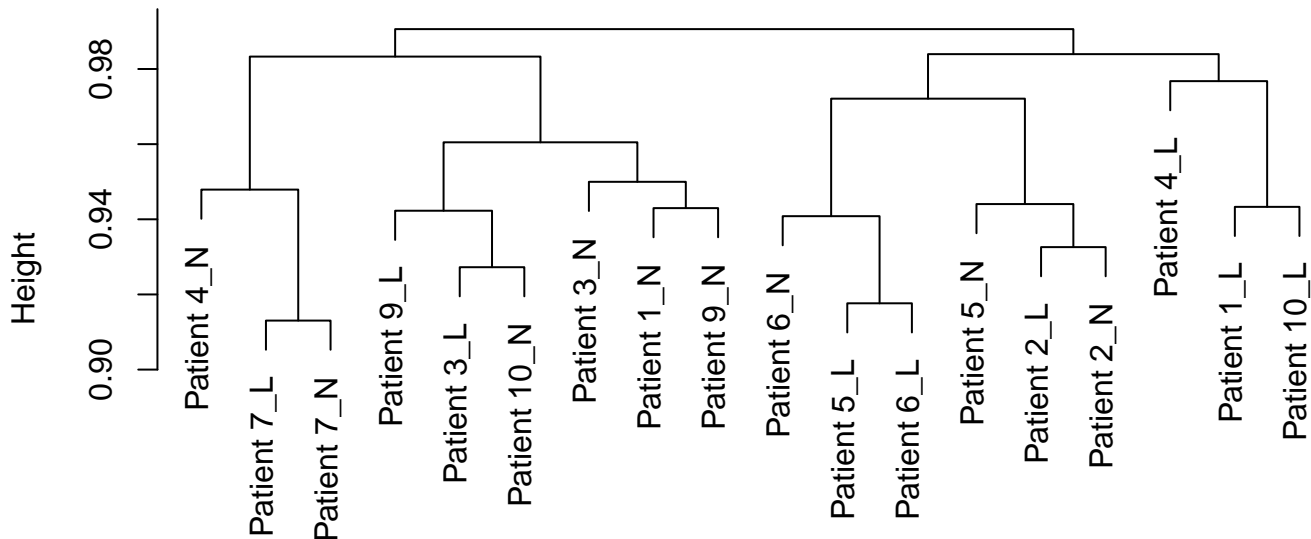 Height
0.98
0.94
0.90
Patient 4_N
Patient 7_L
Patient 7_N
Patient 9_L
Patient 3_L
Patient 10_N
Patient 3_N
Patient 1_N
Patient 9_N
Patient 6_N
Patient 5_L
Patient 6_L
Patient 5_N
Patient 2_L
Patient 2_N
Patient 4_L
Patient 1_L
Patient 10_L